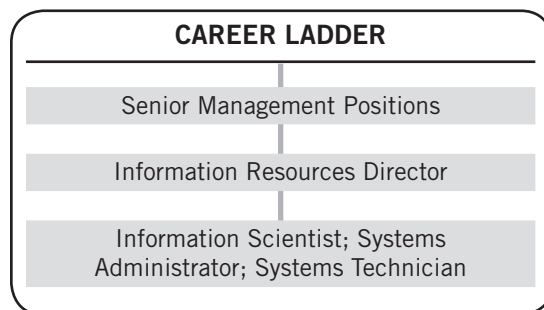 CAREER LADDER
Senior Management Positions
Information Resources Director
Information Scientist; Systems
Administrator; Systems Technician